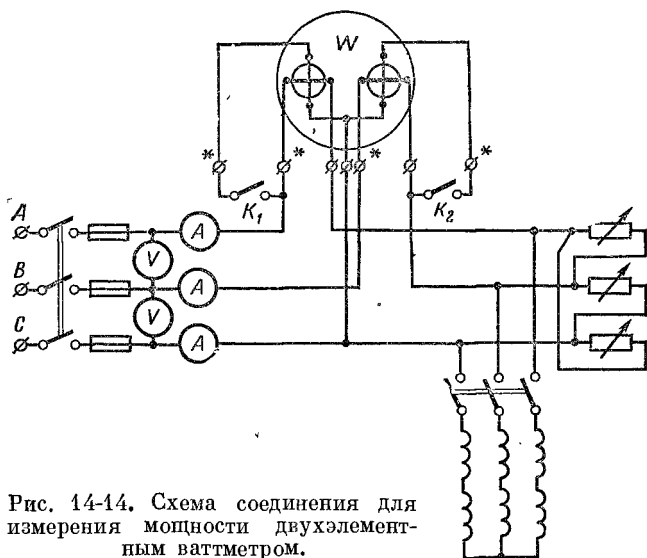 W
* * * *
K₁ K₂
A
A
V
B
A
V
C
A
Рис. 14-14. Схема соединения для
измерения мощности двухэлемент-
ным ваттметром.